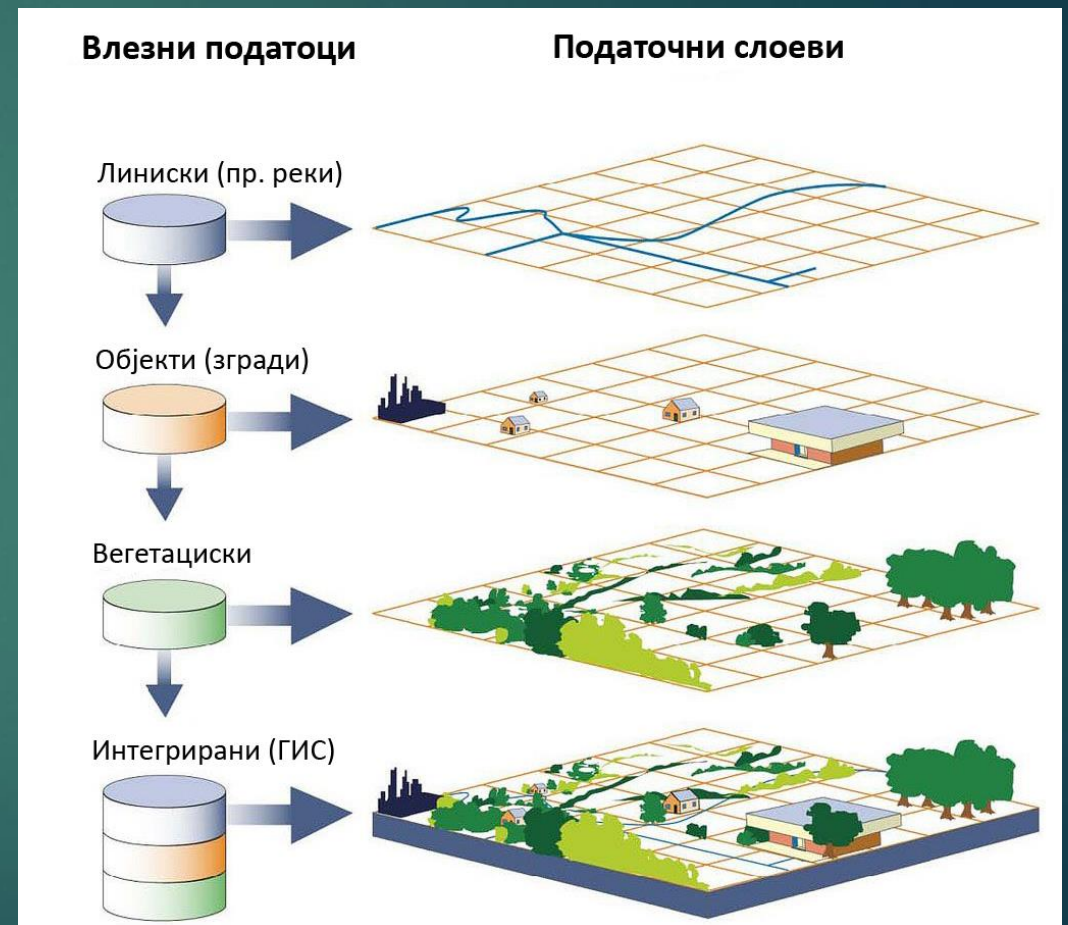 Влезни податоци
Податочни слоеви
Линиски (пр. реки)
Објекти (згради)
Вегетациски
Интегрирани (ГИС)